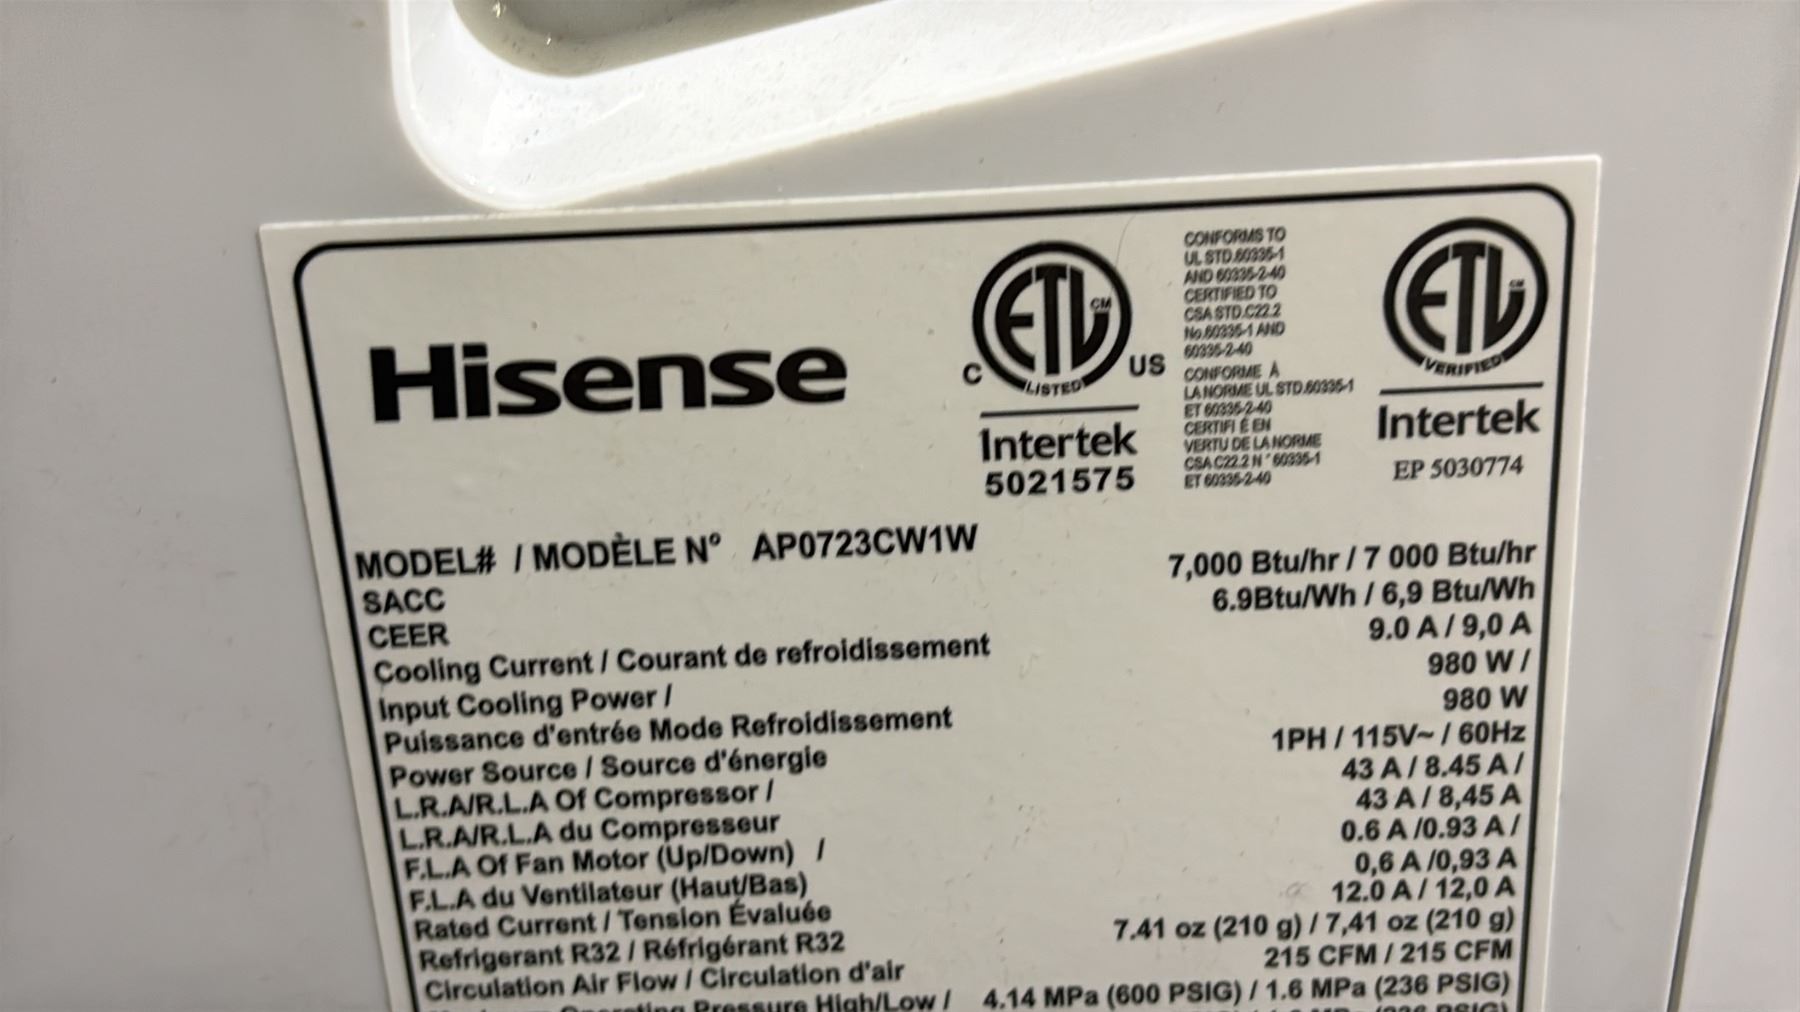 Hisense
ETL CM
LISTED
C US
Intertek
5021575
CONFORMS TO
UL STD.60335-1
AND 60335-2-40
CERTIFIED TO
CSA STD.C22.2
No.60335-1 AND
60335-2-40
CONFORME À
LA NORME UL STD.60335-1
ET 60335-2-40
CERTIFI É EN
VERTU DE LA NORME
CSA C22.2 N° 60335-1
ET 60335-2-40
ETL CM
VERIFIED
Intertek
EP 5030774
MODEL# / MODÈLE N° AP0723CW1W
SACC 7,000 Btu/hr / 7 000 Btu/hr
CEER 6.9Btu/Wh / 6,9 Btu/Wh
Cooling Current / Courant de refroidissement 9.0 A / 9,0 A
Input Cooling Power / 980 W /
Puissance d'entrée Mode Refroidissement 980 W
Power Source / Source d'énergie 1PH / 115V~ / 60Hz
L.R.A/R.L.A Of Compressor / 43 A / 8.45 A /
L.R.A/R.L.A du Compresseur 43 A / 8,45 A
F.L.A Of Fan Motor (Up/Down) / 0.6 A /0.93 A /
F.L.A du Ventilateur (Haut/Bas) 0,6 A /0,93 A
Rated Current / Tension Évaluée 12.0 A / 12,0 A
Refrigerant R32 / Réfrigérant R32 7.41 oz (210 g) / 7,41 oz (210 g)
Circulation Air Flow / Circulation d'air 215 CFM / 215 CFM
Operating Pressure High/Low / 4.14 MPa (600 PSIG) / 1.6 MPa (236 PSIG)